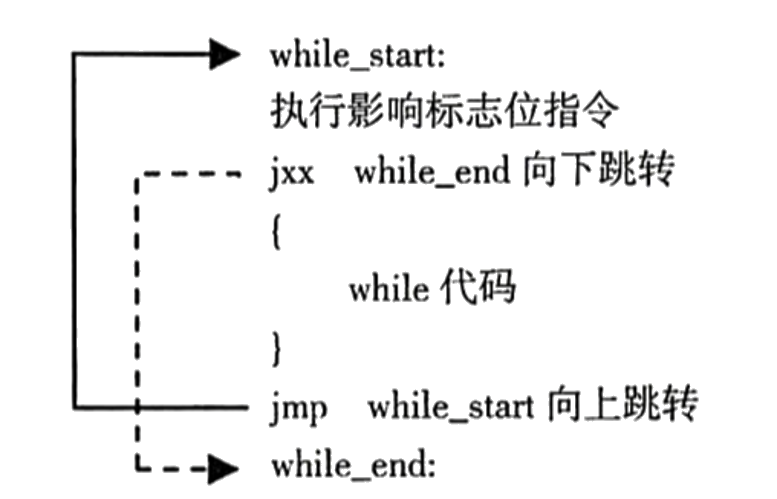 while_start:
执行影响标志位指令
jxx while_end 向下跳转
{
while 代码
}
jmp while_start 向上跳转
while_end: